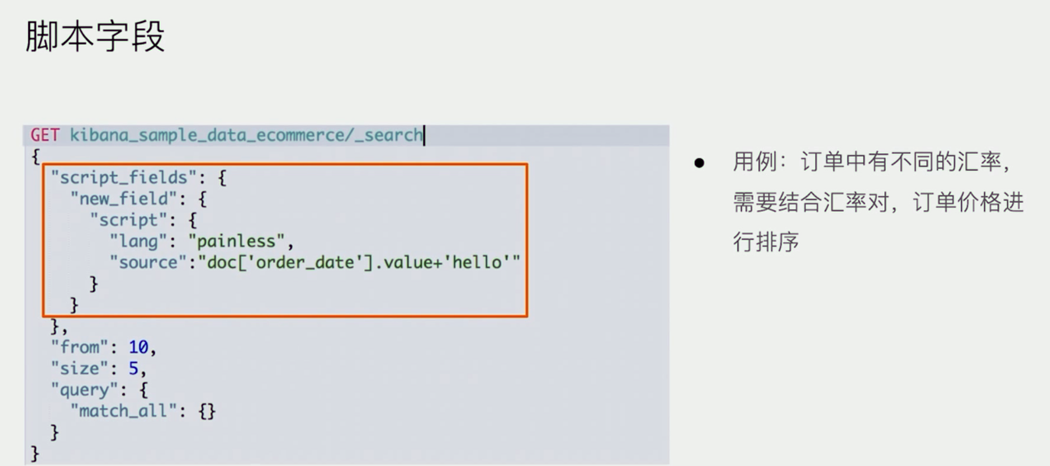 脚本字段
GET kibana_sample_data_ecommerce/_search
{
  "script_fields": {
    "new_field": {
      "script": {
        "lang": "painless",
        "source":"doc['order_date'].value+'hello'"
      }
    }
  },
  "from": 10,
  "size": 5,
  "query": {
    "match_all": {}
  }
}
● 用例：订单中有不同的汇率，
需要结合汇率对，订单价格进
行排序